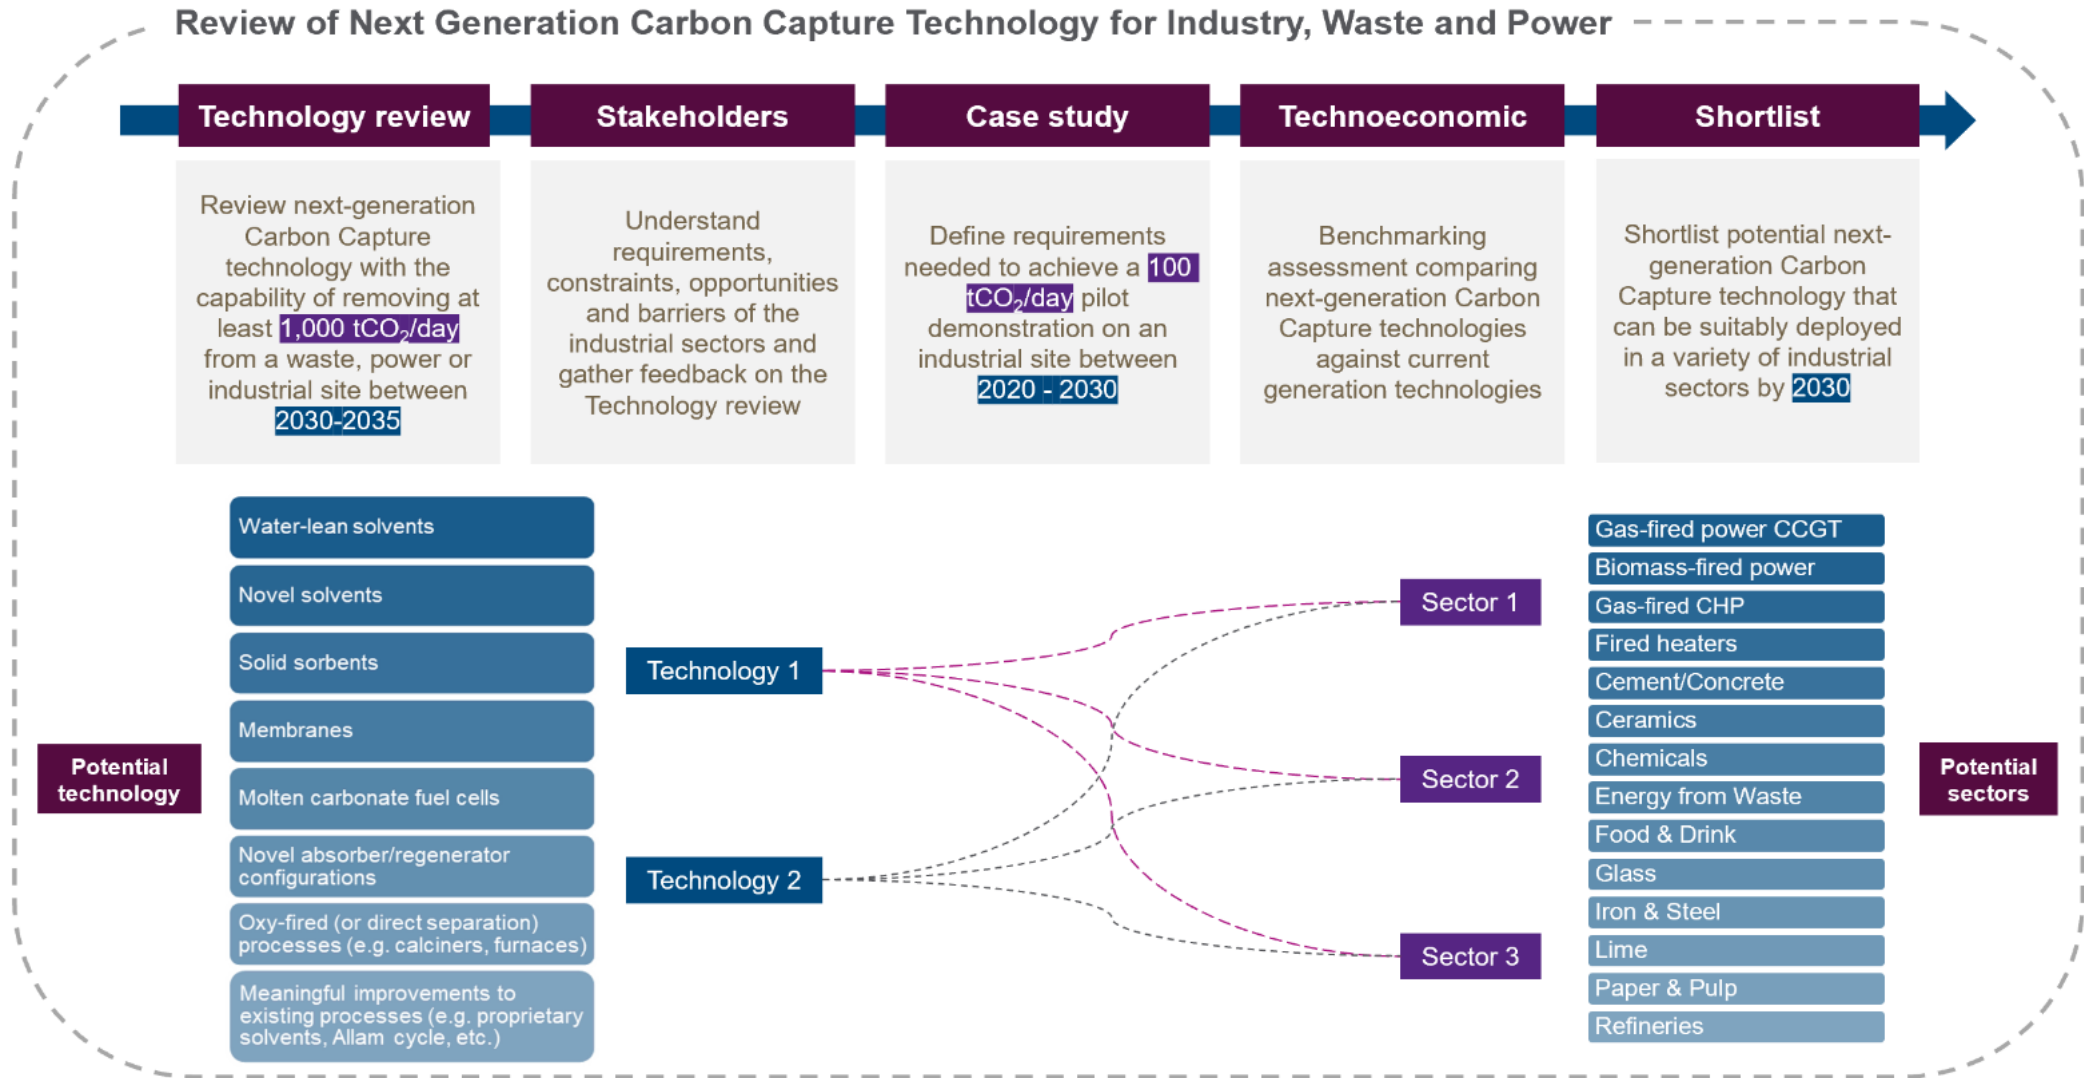 Review of Next Generation Carbon Capture Technology for Industry, Waste and Power
Technology review
Stakeholders
Case study
Technoeconomic
Shortlist
Review next-generation
Carbon Capture
technology with the
capability of removing at
least 1,000 tCO₂/day
from a waste, power or
industrial site between
2030-2035
Understand
requirements,
constraints, opportunities
and barriers of the
industrial sectors and
gather feedback on the
Technology review
Define requirements
needed to achieve a 100
tCO₂/day pilot
demonstration on an
industrial site between
2020 - 2030
Benchmarking
assessment comparing
next-generation Carbon
Capture technologies
against current
generation technologies
Shortlist potential next-
generation Carbon
Capture technology that
can be suitably deployed
in a variety of industrial
sectors by 2030
Potential
technology
Water-lean solvents
Novel solvents
Solid sorbents
Membranes
Molten carbonate fuel cells
Novel absorber/regenerator
configurations
Oxy-fired (or direct separation)
processes (e.g. calciners, furnaces)
Meaningful improvements to
existing processes (e.g. proprietary
solvents, Allam cycle, etc.)
Technology 1
Technology 2
Sector 1
Sector 2
Sector 3
Gas-fired power CCGT
Biomass-fired power
Gas-fired CHP
Fired heaters
Cement/Concrete
Ceramics
Chemicals
Energy from Waste
Food & Drink
Glass
Iron & Steel
Lime
Paper & Pulp
Refineries
Potential
sectors